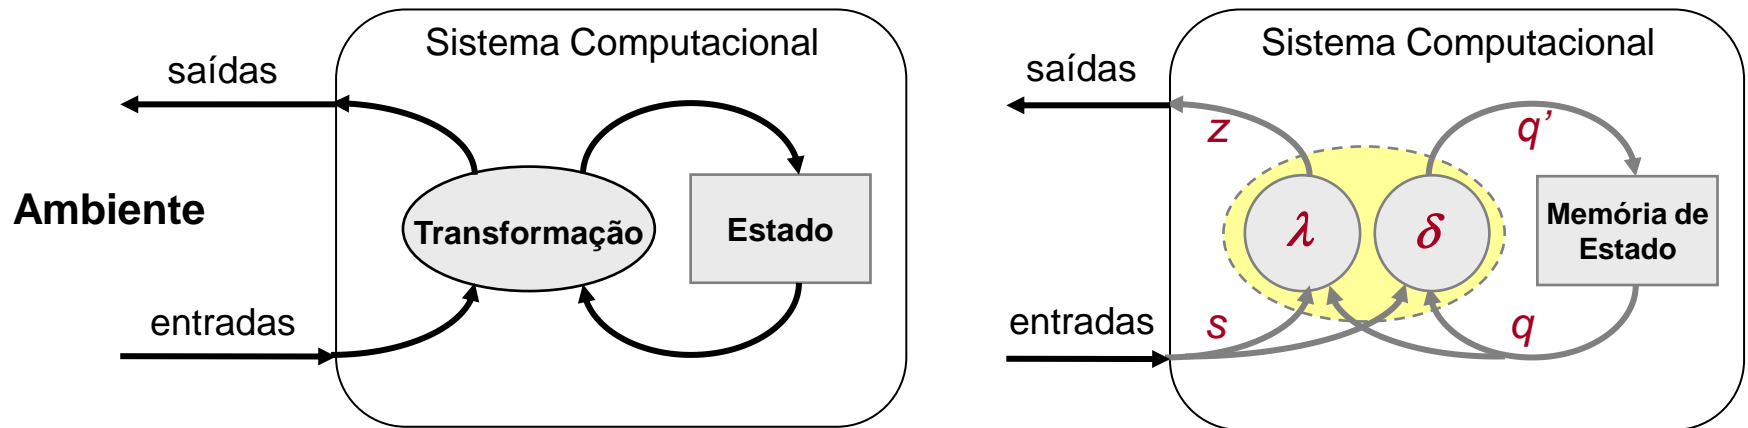 Sistema Computacional
saídas
Ambiente
Transformação
Estado
entradas
Sistema Computacional
saídas
z
q’
λ
δ
Memória de
Estado
entradas
s
q